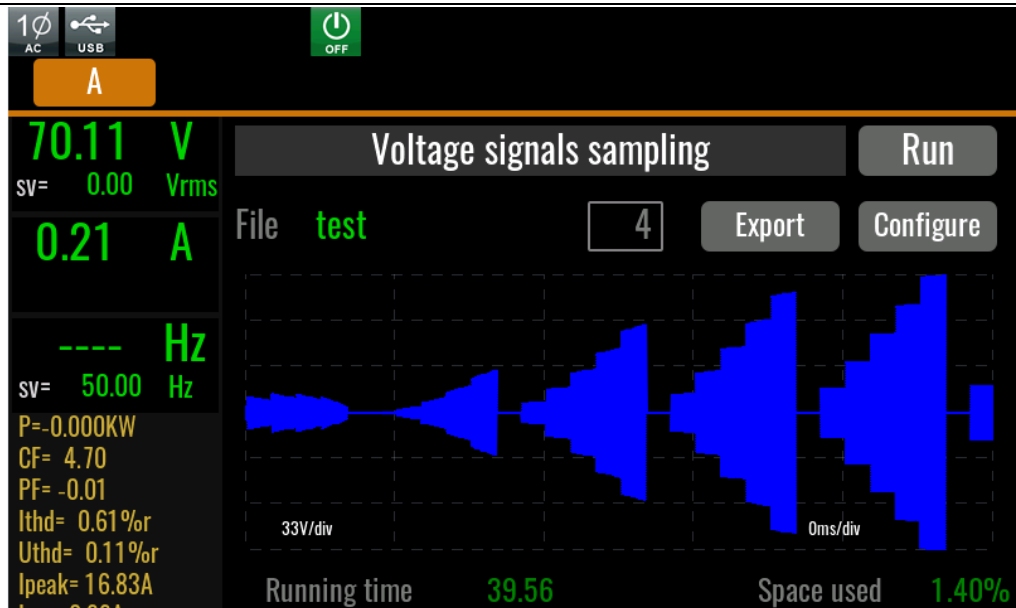 1Ø
AC
USB
OFF
A
70.11 V
sv= 0.00 Vrms
0.21 A
---- Hz
sv= 50.00 Hz
P=-0.000KW
CF= 4.70
PF= -0.01
Ithd= 0.61%r
Uthd= 0.11%r
Ipeak= 16.83A
Voltage signals sampling
Run
File test
4
Export
Configure
33V/div
0ms/div
Running time 39.56
Space used 1.40%